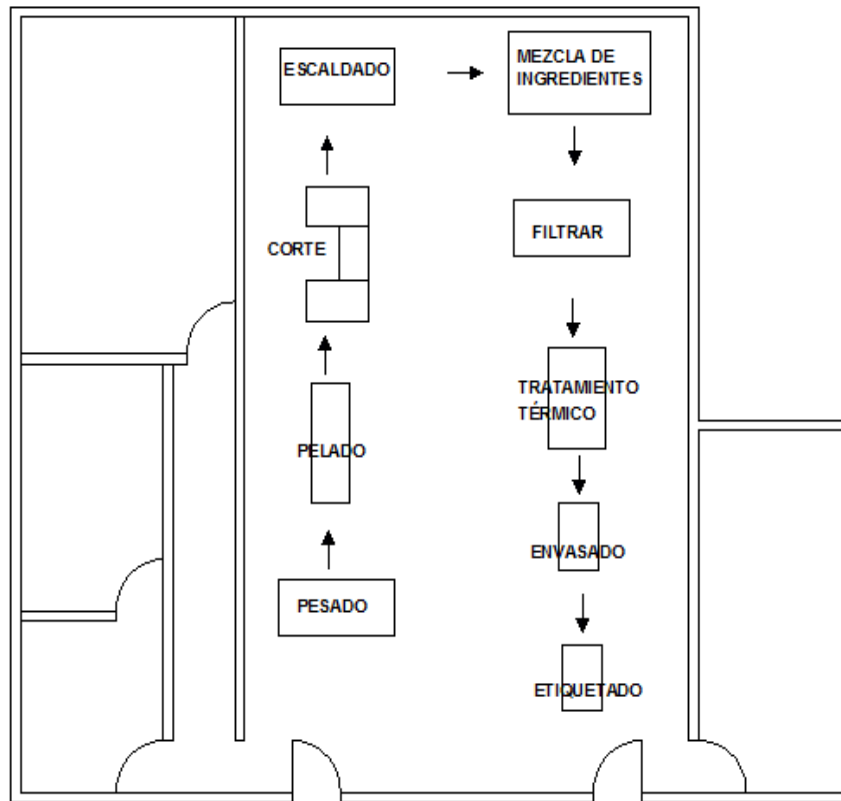 ESCALDADO
MEZCLA DE
INGREDIENTES
CORTE
FILTRAR
PELADO
TRATAMIENTO
TÉRMICO
PESADO
ENVASADO
ETIQUETADO